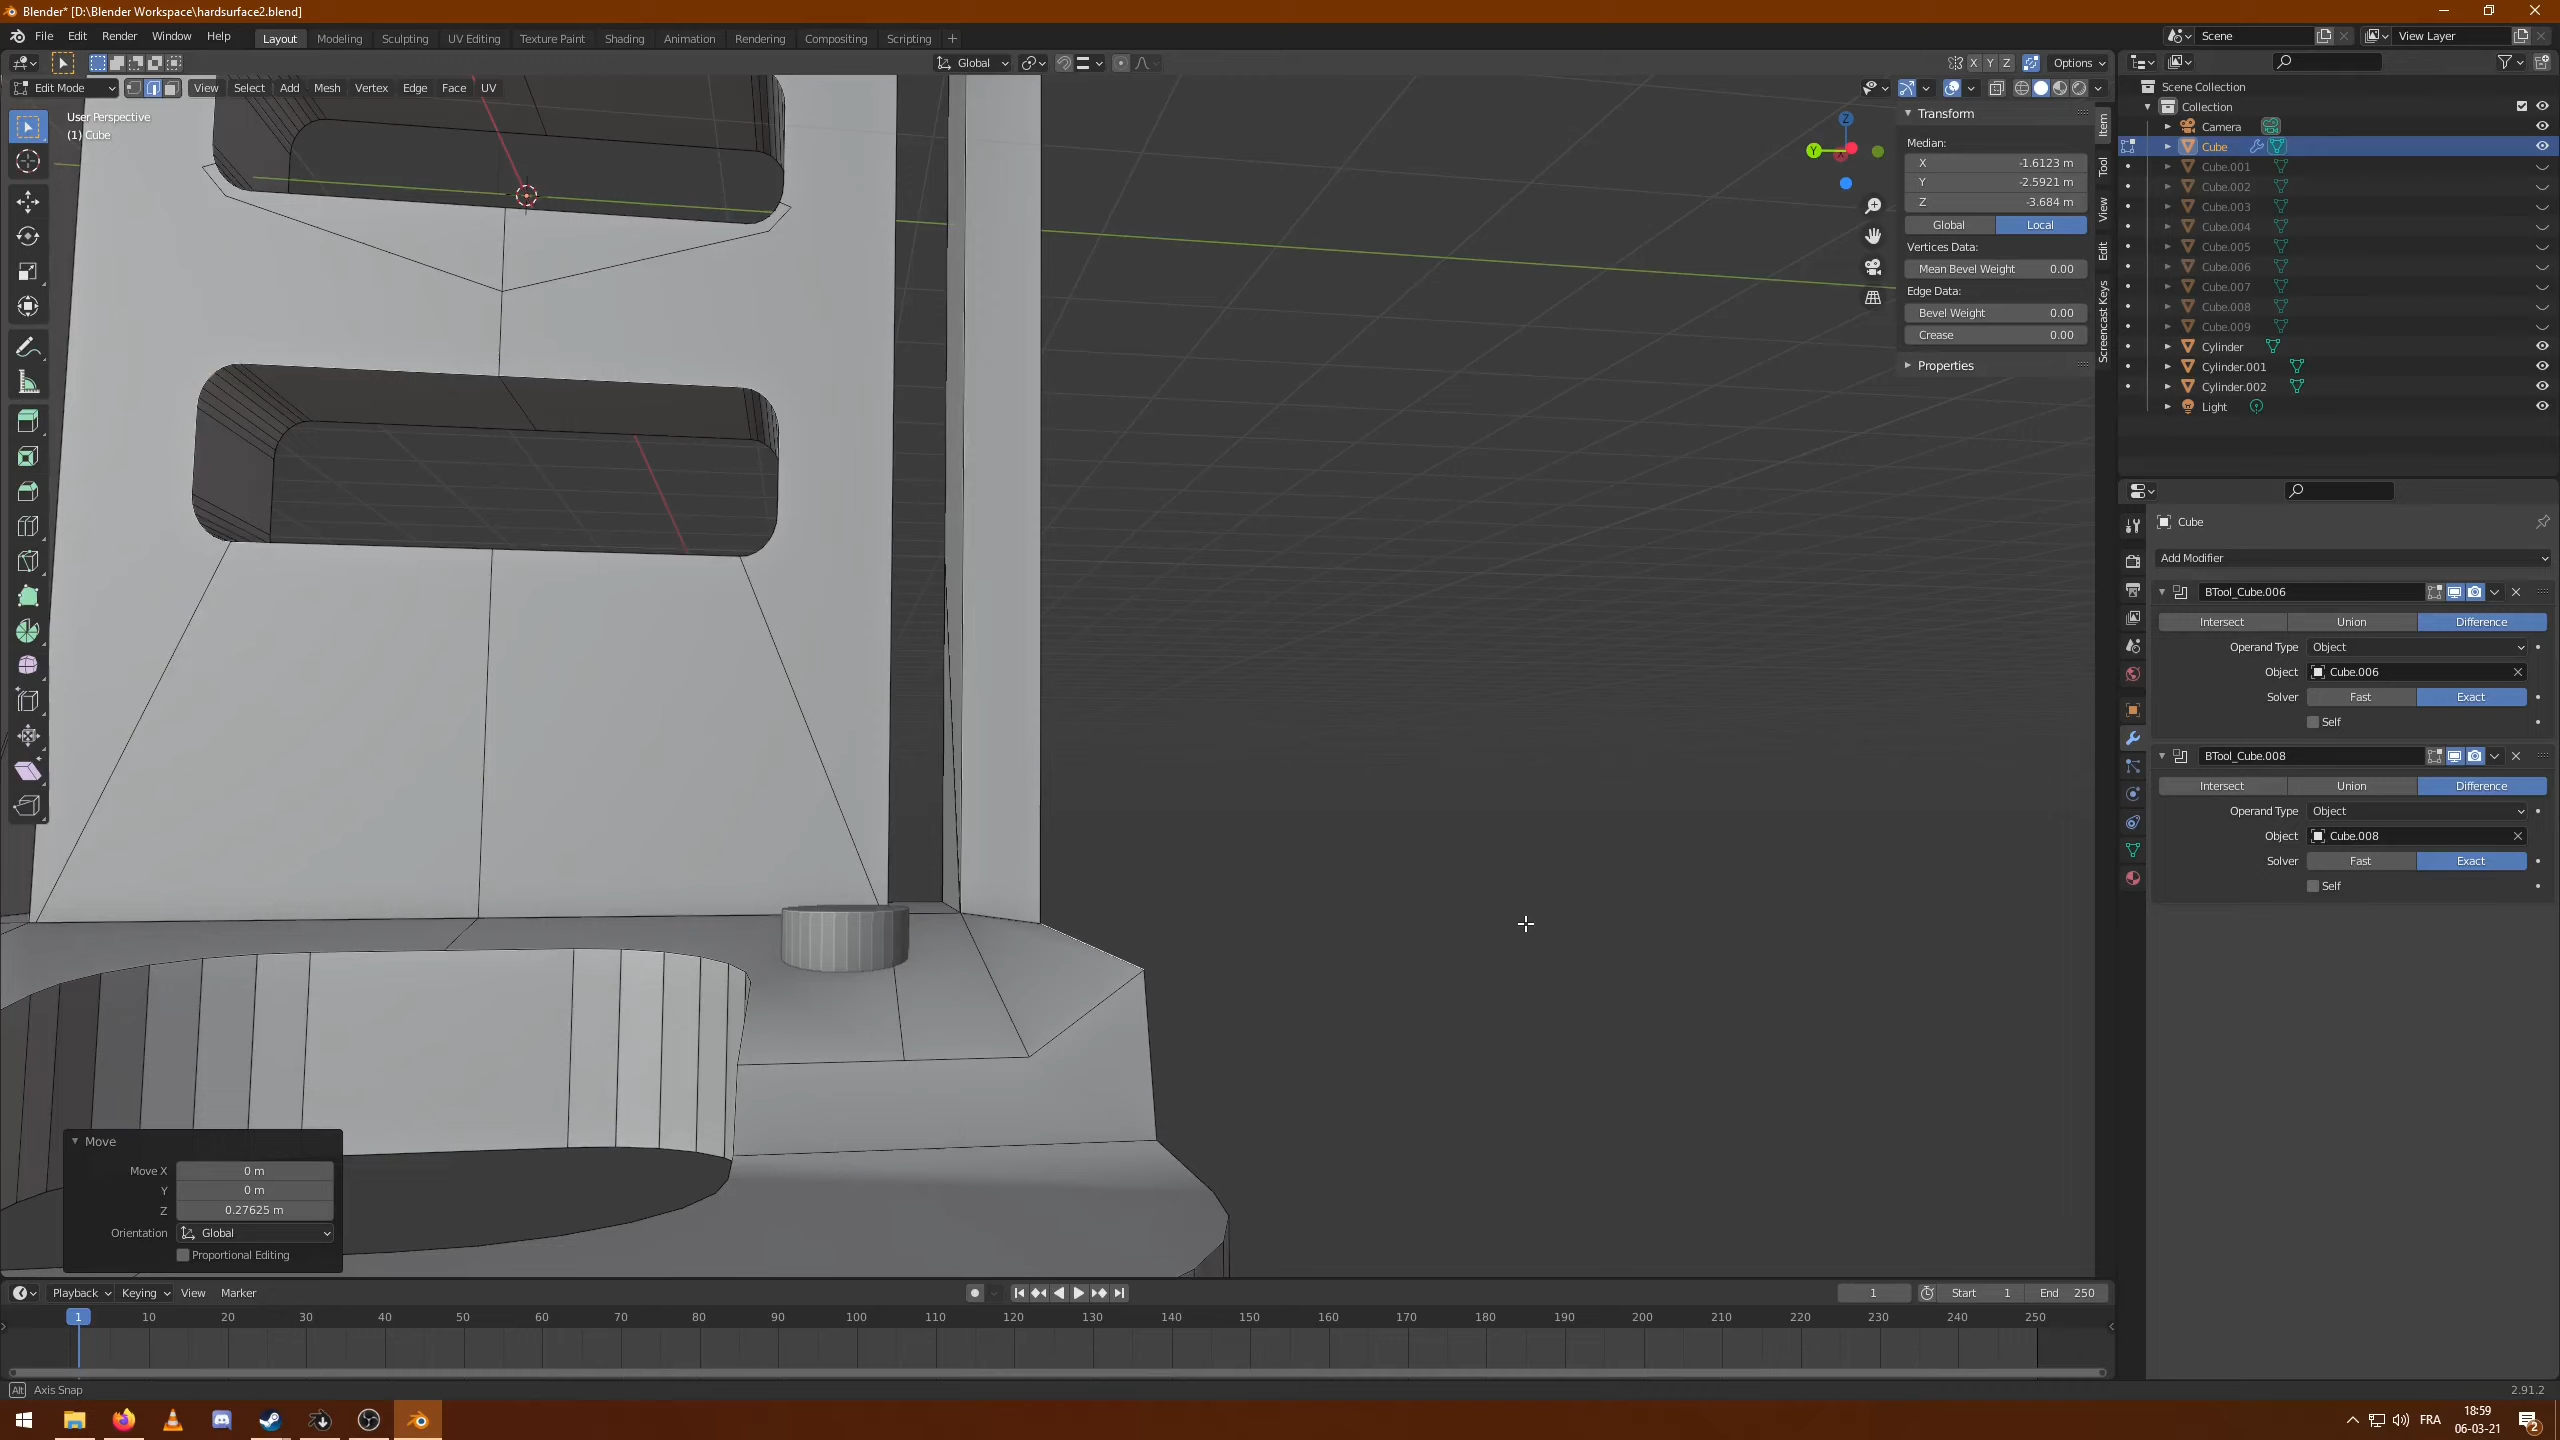 Blender* [D:\Blender Workspace\hardsurface2.blend]
File Edit Render Window Help Layout Modeling Sculpting UV Editing Texture Paint Shading Animation Rendering Compositing Scripting +
Scene View Layer
Global X Y Z Options
Edit Mode View Select Add Mesh Vertex Edge Face UV
User Perspective
(1) Cube
Z
Y
X
Transform
Median:
X -1.6123 m
Y -2.5921 m
Z -3.684 m
Global Local
Vertices Data:
Mean Bevel Weight 0.00
Edge Data:
Bevel Weight 0.00
Crease 0.00
Properties
Item
Tool
View
Edit
Screencast Keys
Scene Collection
Collection
Camera
Cube
Cube.001
Cube.002
Cube.003
Cube.004
Cube.005
Cube.006
Cube.007
Cube.008
Cube.009
Cylinder
Cylinder.001
Cylinder.002
Light
Cube
Add Modifier
BTool_Cube.006
Intersect Union Difference
Operand Type Object
Object Cube.006
Solver Fast Exact
Self
BTool_Cube.008
Intersect Union Difference
Operand Type Object
Object Cube.008
Solver Fast Exact
Self
Move
Move X 0 m
Y 0 m
Z 0.27625 m
Orientation Global
Proportional Editing
Playback Keying View Marker 1 Start 1 End 250
1 10 20 30 40 50 60 70 80 90 100 110 120 130 140 150 160 170 180 190 200 210 220 230 240 250
Alt Axis Snap 2.91.2
FRA
18:59
06-03-21
2